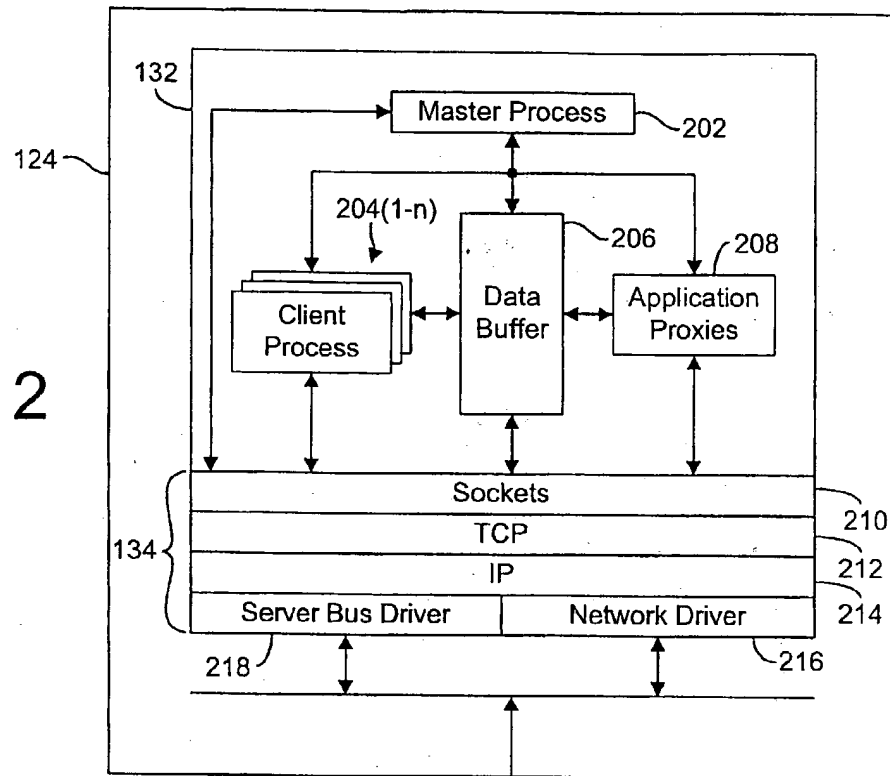 132
Master Process
202
124
204(1-n)
206
208
Client
Process
Data
Buffer
Application
Proxies
2
Sockets
210
TCP
212
134
IP
214
Server Bus Driver
Network Driver
218
216